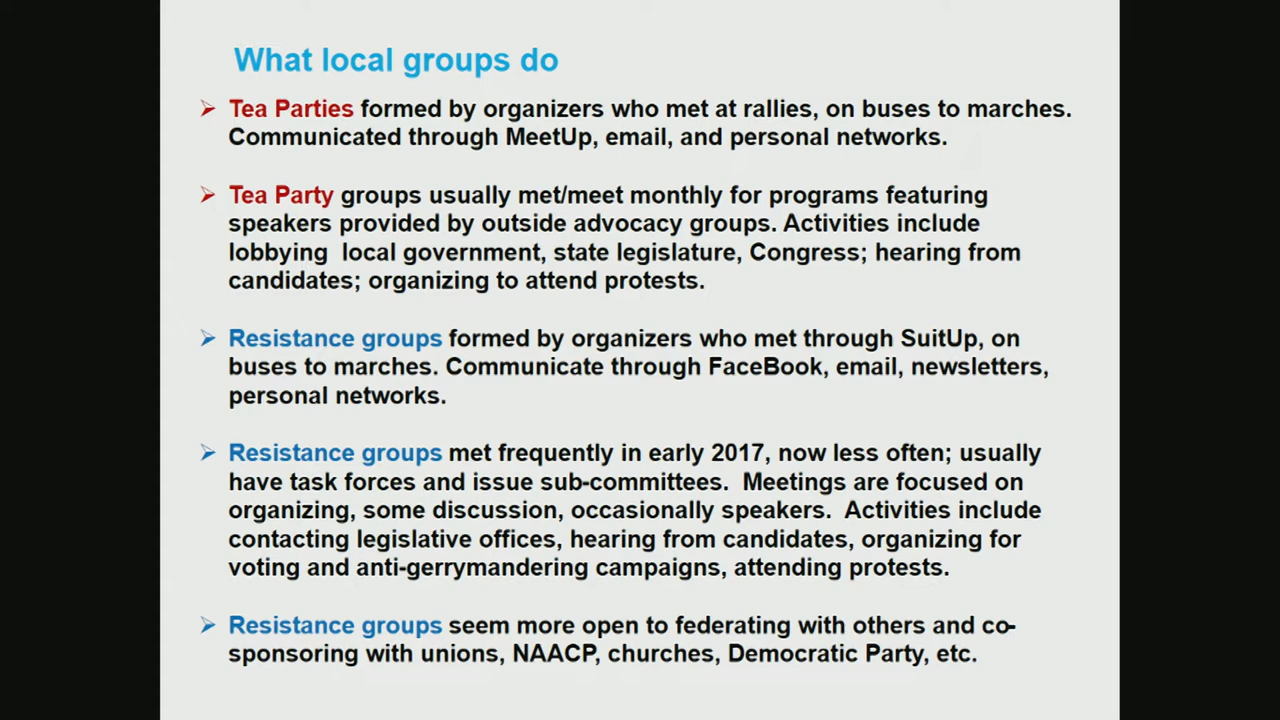 What local groups do
Tea Parties formed by organizers who met at rallies, on buses to marches.
Communicated through MeetUp, email, and personal networks.
Tea Party groups usually met/meet monthly for programs featuring
speakers provided by outside advocacy groups. Activities include
lobbying local government, state legislature, Congress; hearing from
candidates; organizing to attend protests.
Resistance groups formed by organizers who met through SuitUp, on
buses to marches. Communicate through FaceBook, email, newsletters,
personal networks.
Resistance groups met frequently in early 2017, now less often; usually
have task forces and issue sub-committees. Meetings are focused on
organizing, some discussion, occasionally speakers. Activities include
contacting legislative offices, hearing from candidates, organizing for
voting and anti-gerrymandering campaigns, attending protests.
Resistance groups seem more open to federating with others and co-
sponsoring with unions, NAACP, churches, Democratic Party, etc.